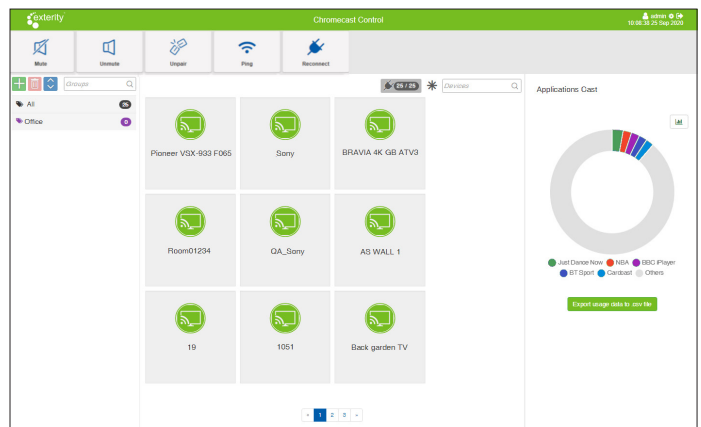 exterity
Chromecast Control
admin
10:08:38 25 Sep 2020
Mute
Unmute
Unpair
Ping
Reconnect
Groups
25 / 25
Devices
Applications Cast
All
25
Office
0
Pioneer VSX-933 F065
Sony
BRAVIA 4K GB ATV3
Room01234
QA_Sony
AS WALL 1
19
1051
Back garden TV
Just Dance Now
NBA
BBC iPlayer
BT Sport
Cardcast
Others
Export usage data to .csv file
«
1
2
3
»